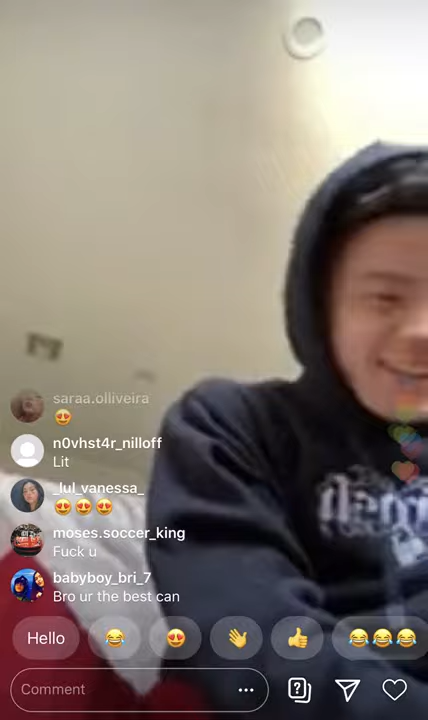 saraa.olliveira
😍
n0vhst4r_nilloff
Lit
_lul_vanessa_
😍😍😍
moses.soccer_king
Fuck u
babyboy_bri_7
Bro ur the best can
Hello 😂 😍 👋 👍 😂😂😂
Comment